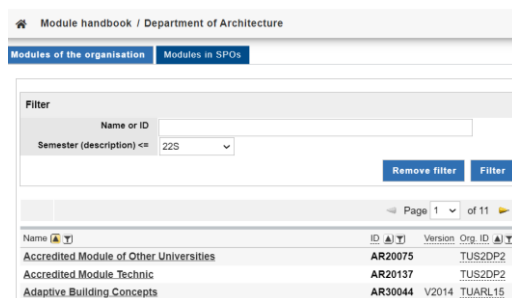 Module handbook / Department of Architecture
Modules of the organisation Modules in SPOs
Filter
Name or ID
Semester (description) <= 22S
Remove filter Filter
Page 1 of 11
Name ID Version Org. ID
Accredited Module of Other Universities AR20075 TUS2DP2
Accredited Module Technic AR20137 TUS2DP2
Adaptive Building Concepts AR30044 V2014 TUARL15